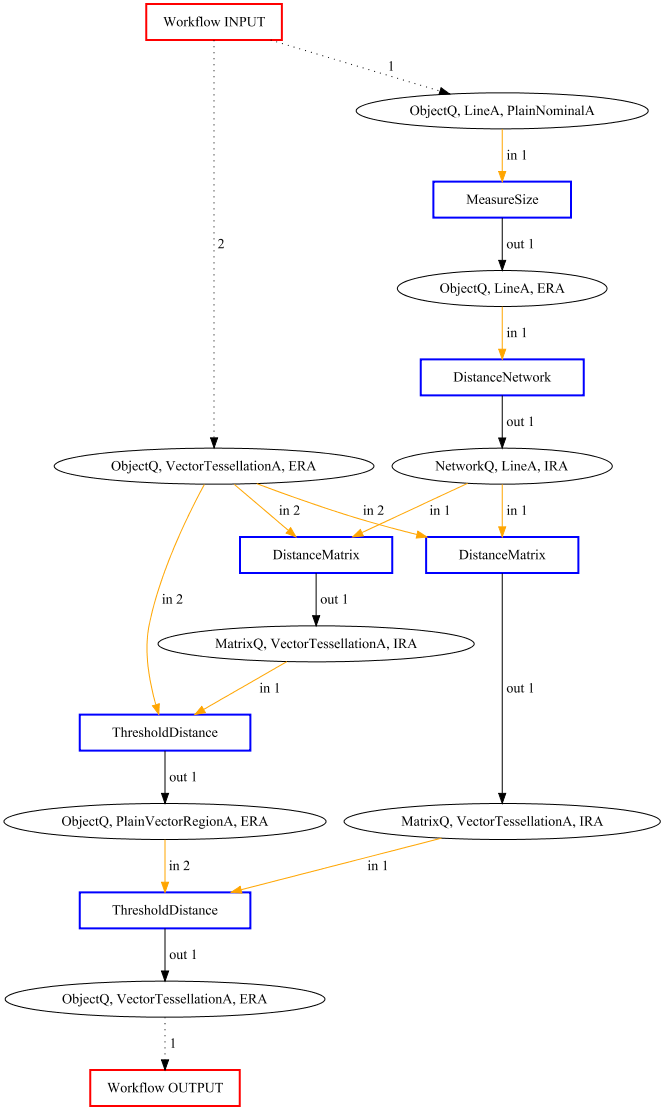 Workflow INPUT
1
ObjectQ, LineA, PlainNominalA
in 1
MeasureSize
2
out 1
ObjectQ, LineA, ERA
in 1
DistanceNetwork
out 1
ObjectQ, VectorTessellationA, ERA
NetworkQ, LineA, IRA
in 2
in 2
in 1
in 1
DistanceMatrix
DistanceMatrix
in 2
out 1
MatrixQ, VectorTessellationA, IRA
in 1
out 1
ThresholdDistance
out 1
ObjectQ, PlainVectorRegionA, ERA
MatrixQ, VectorTessellationA, IRA
in 2
in 1
ThresholdDistance
out 1
ObjectQ, VectorTessellationA, ERA
1
Workflow OUTPUT